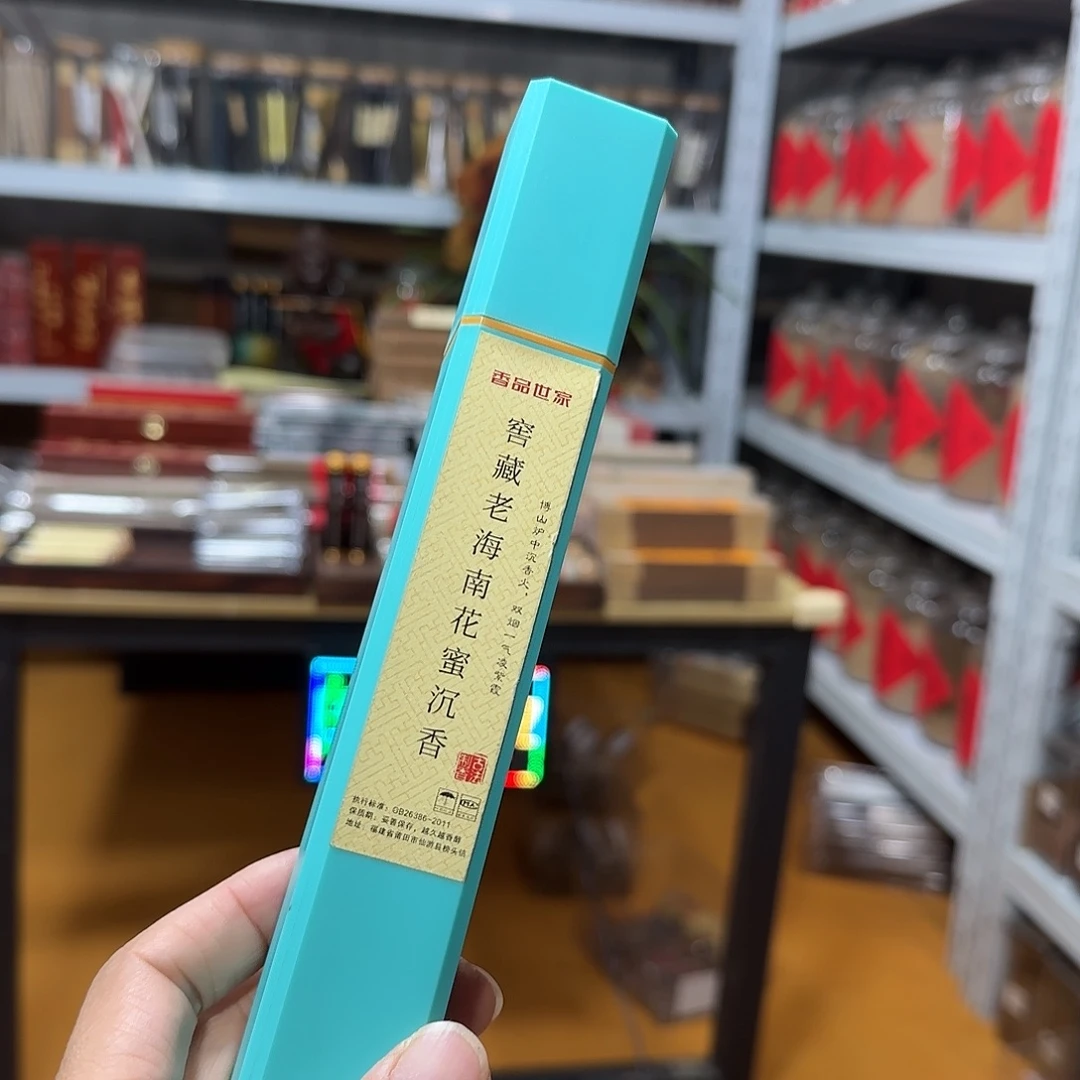 香品世家
窖藏老海南花蜜沉香
博山炉中沉香火，双烟一气凌紫霞
执行标准：GB26386-2011
保质期：妥善保存，越久越香醇
地址：福建省莆田市仙游县榜头镇